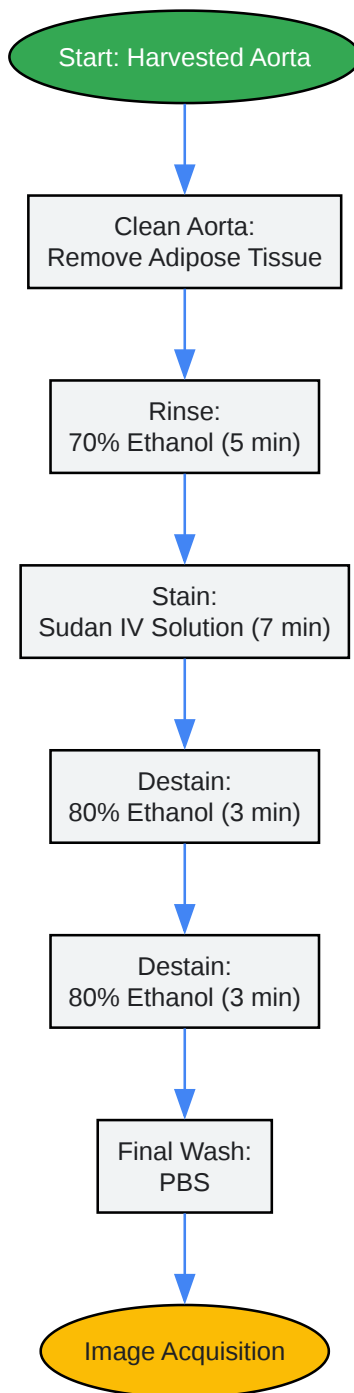 Start: Harvested Aorta
Clean Aorta:
Remove Adipose Tissue
Rinse:
70% Ethanol (5 min)
Stain:
Sudan IV Solution (7 min)
Destain:
80% Ethanol (3 min)
Destain:
80% Ethanol (3 min)
Final Wash:
PBS
Image Acquisition